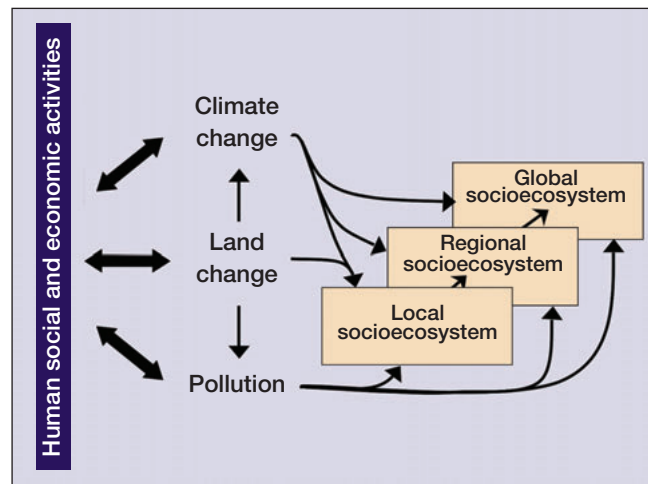 Human social and economic activities
Climate
change
Land
change
Pollution
Global
socioecosystem
Regional
socioecosystem
Local
socioecosystem